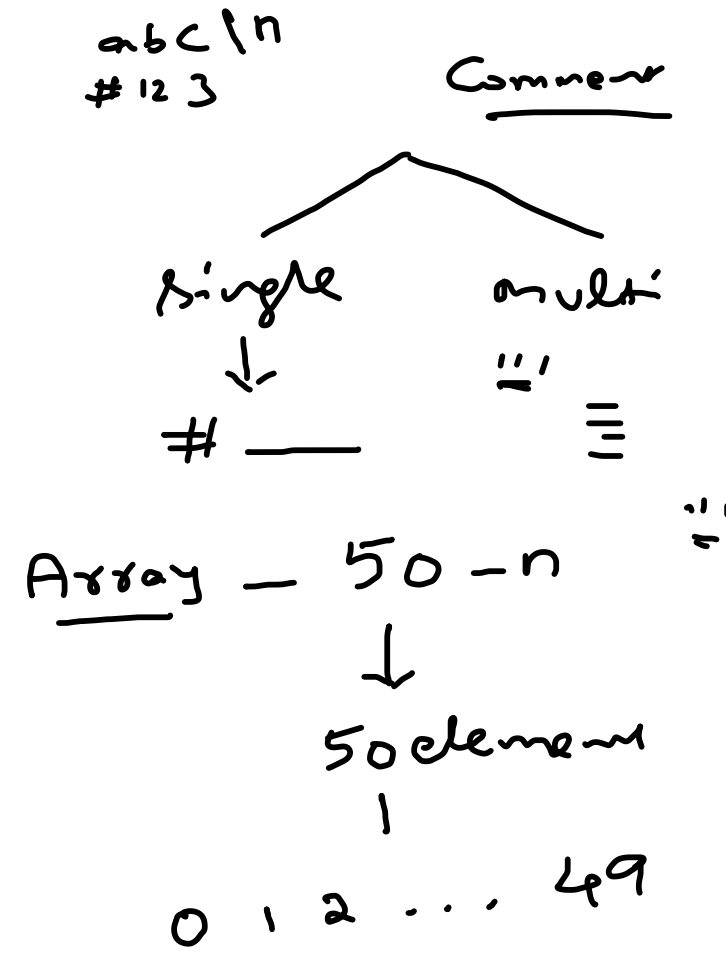 abc\n
#123
Comment
single multi
'''
# ___
'''
Array - 50 - n
50 element
0 1 2 ... 49